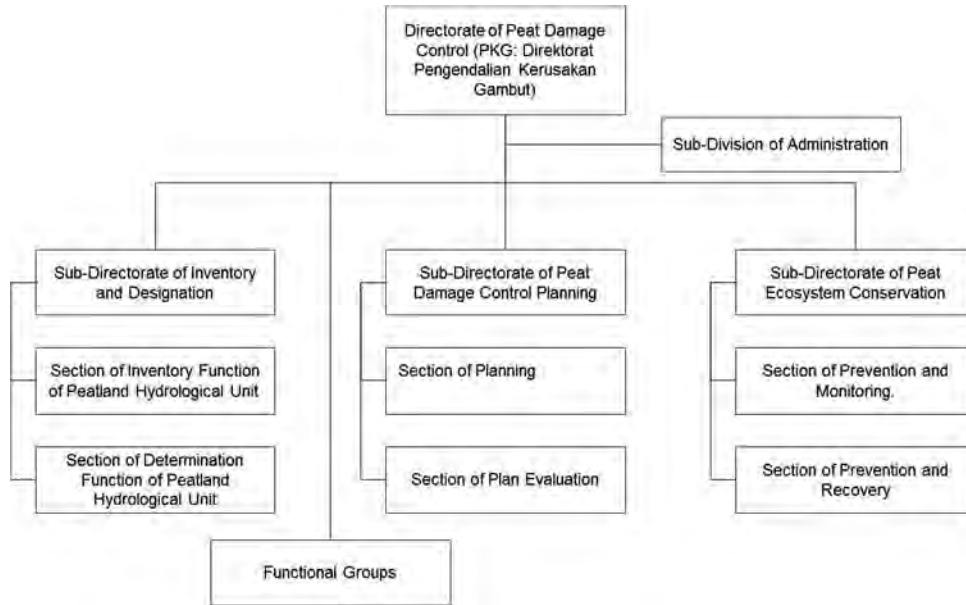 Directorate of Peat Damage
Control (PKG: Direktorat
Pengendalian Kerusakan
Gambut)
Sub-Division of Administration
Sub-Directorate of Inventory
and Designation
Sub-Directorate of Peat
Damage Control Planning
Sub-Directorate of Peat
Ecosystem Conservation
Section of Inventory Function
of Peatland Hydrological Unit
Section of Planning
Section of Prevention and
Monitoring.
Section of Determination
Function of Peatland
Hydrological Unit
Section of Plan Evaluation
Section of Prevention and
Recovery
Functional Groups